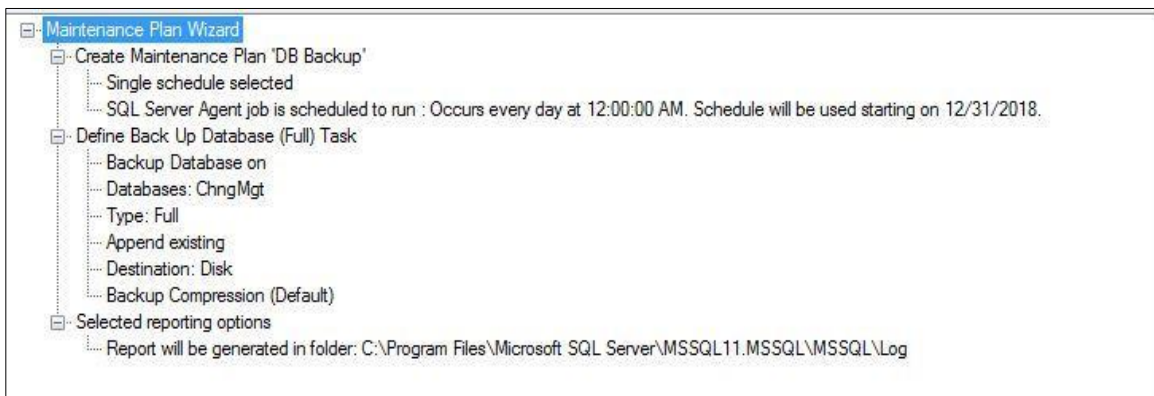 Maintenance Plan Wizard
Create Maintenance Plan 'DB Backup'
Single schedule selected
SQL Server Agent job is scheduled to run : Occurs every day at 12:00:00 AM. Schedule will be used starting on 12/31/2018.
Define Back Up Database (Full) Task
Backup Database on
Databases: ChngMgt
Type: Full
Append existing
Destination: Disk
Backup Compression (Default)
Selected reporting options
Report will be generated in folder: C:\Program Files\Microsoft SQL Server\MSSQL11.MSSQL\MSSQL\Log